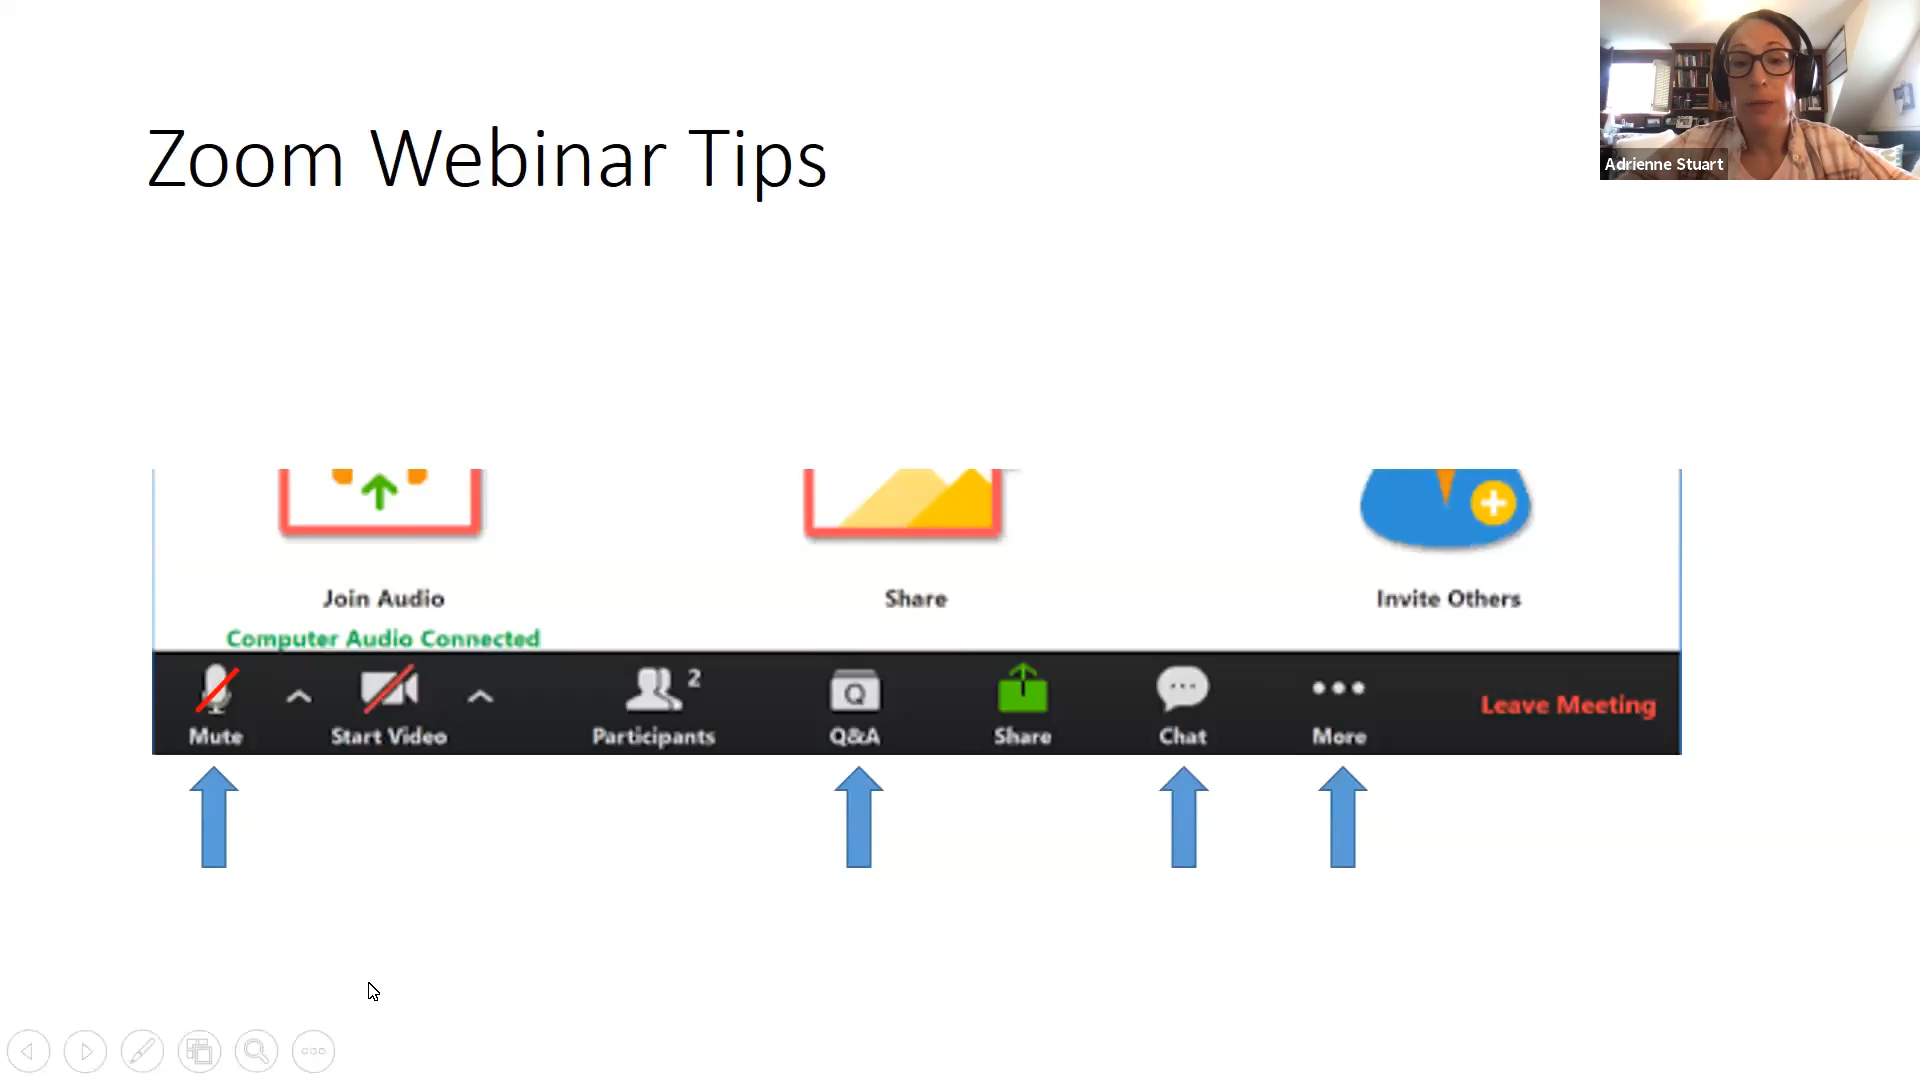 Zoom Webinar Tips
Adrienne Stuart
Join Audio
Share
Invite Others
Computer Audio Connected
2
Q
Mute
Start Video
Participants
Q&A
Share
Chat
More
Leave Meeting